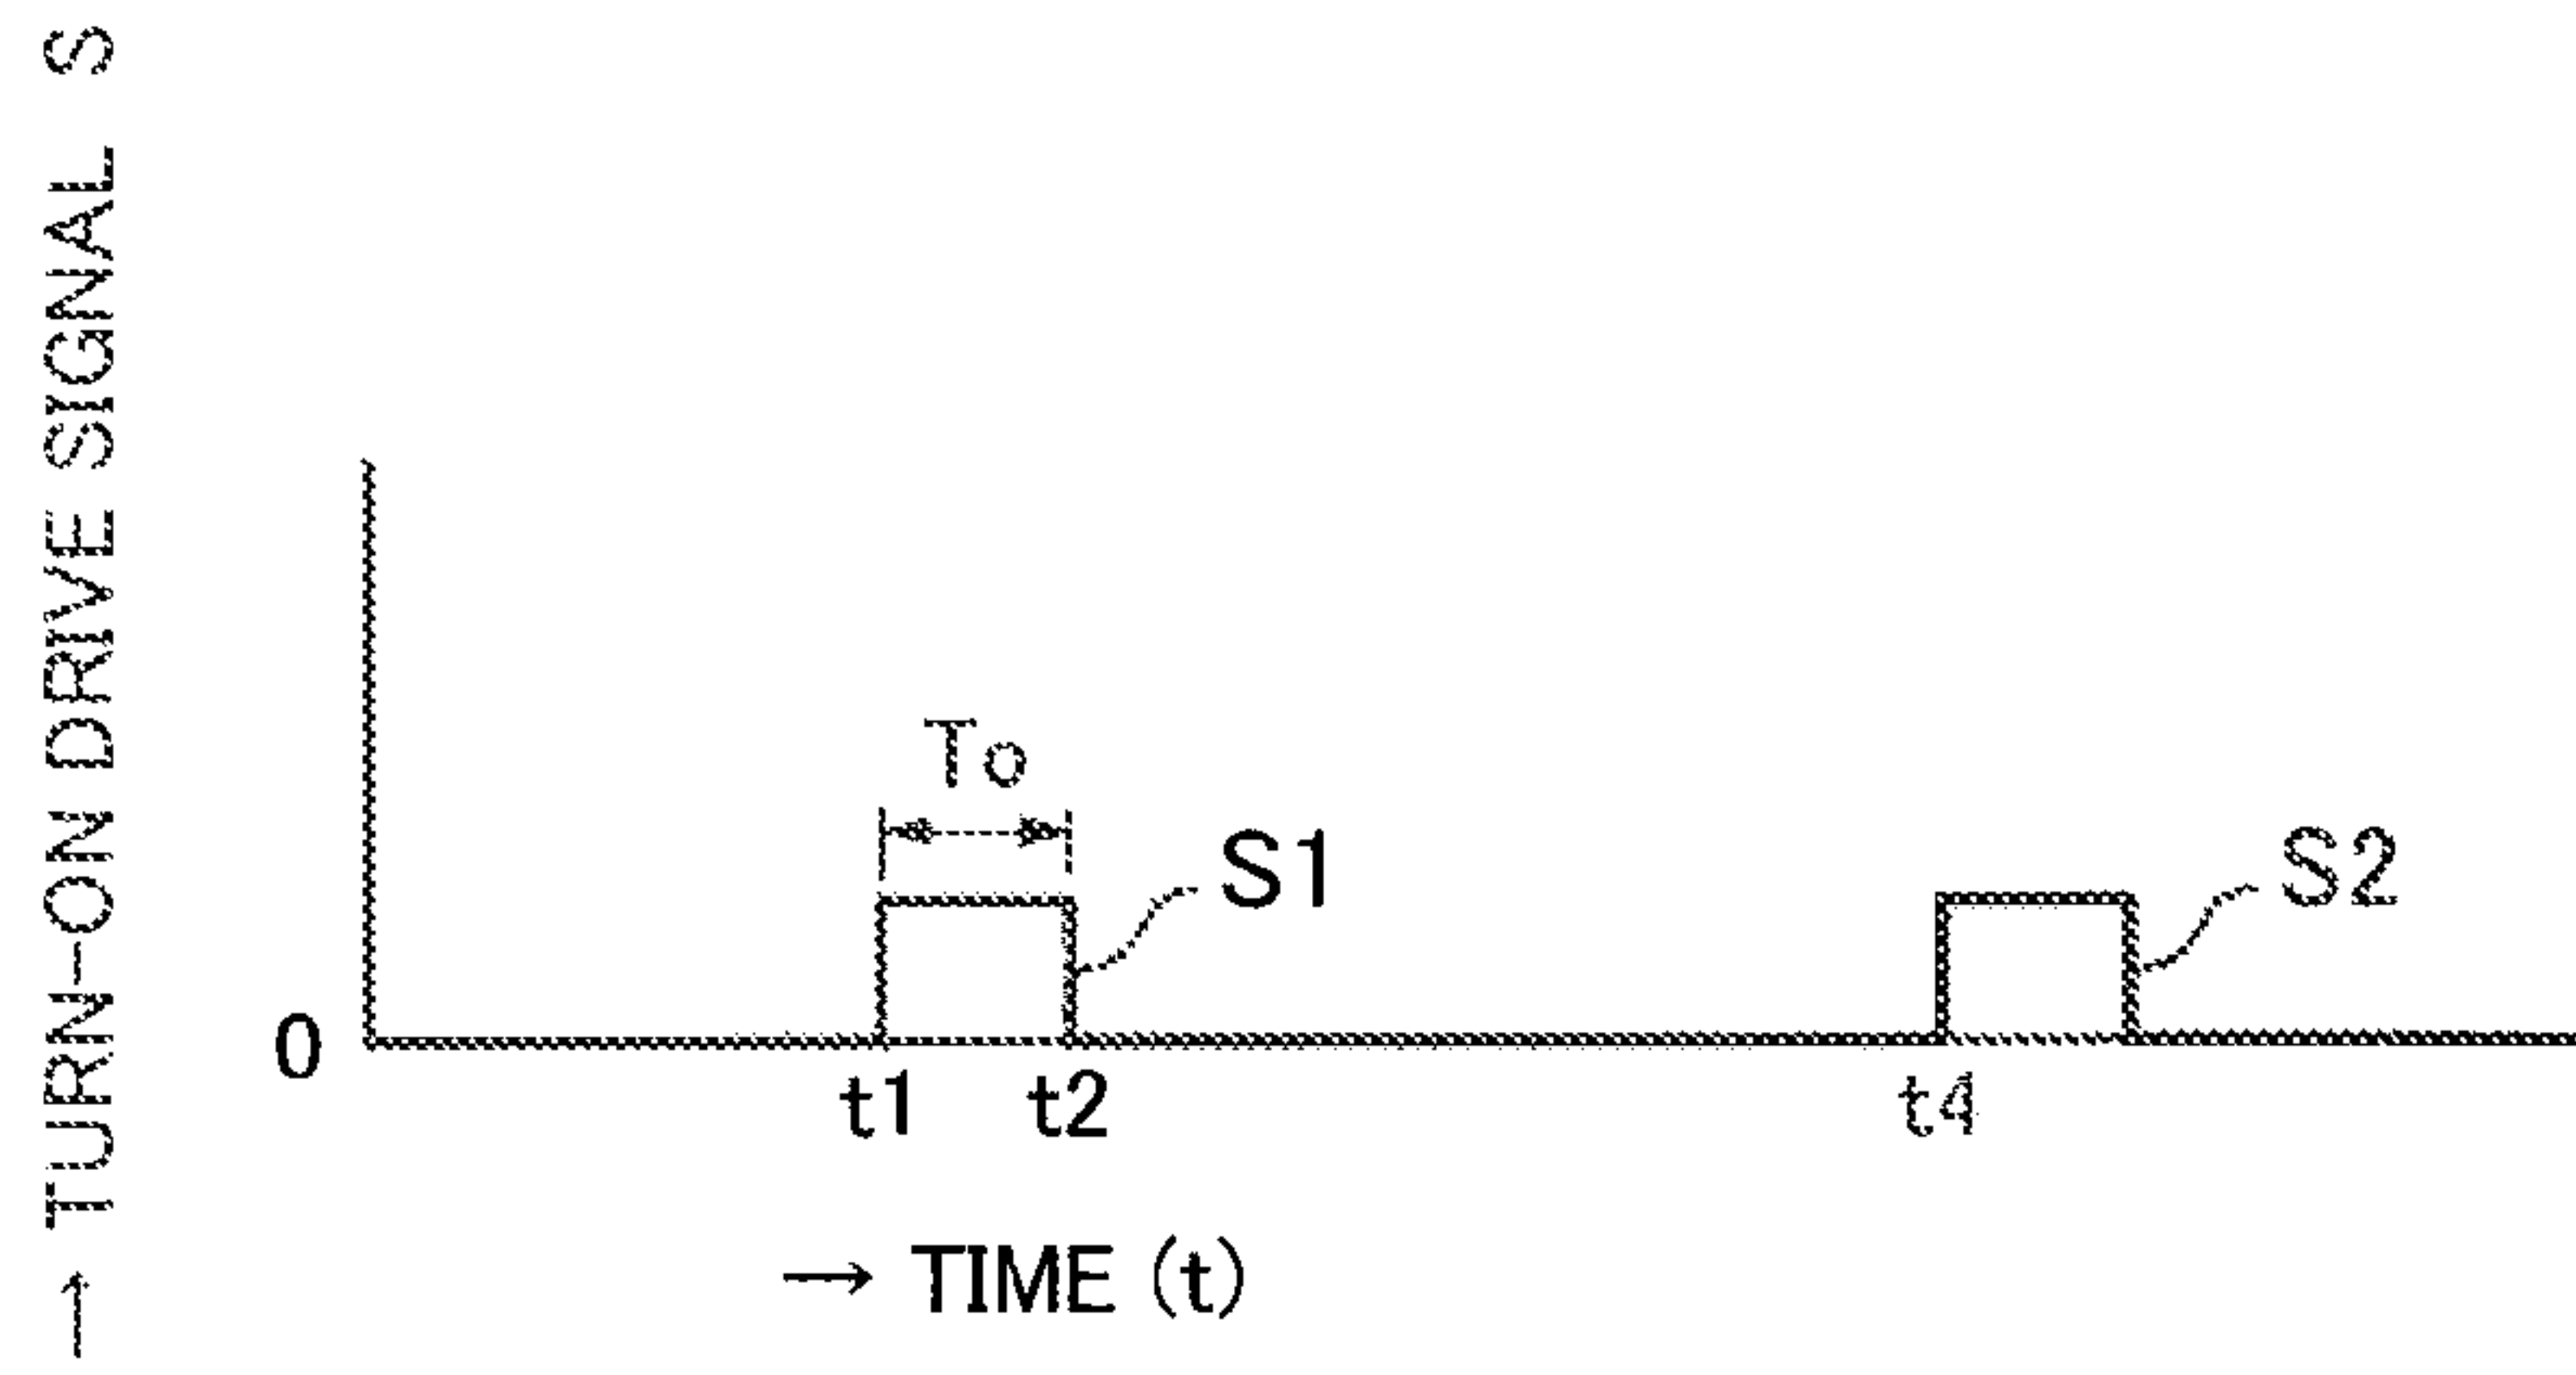 → TURN-ON DRIVE SIGNAL S
To
S1
S2
0
t1 t2 t4
→ TIME (t)